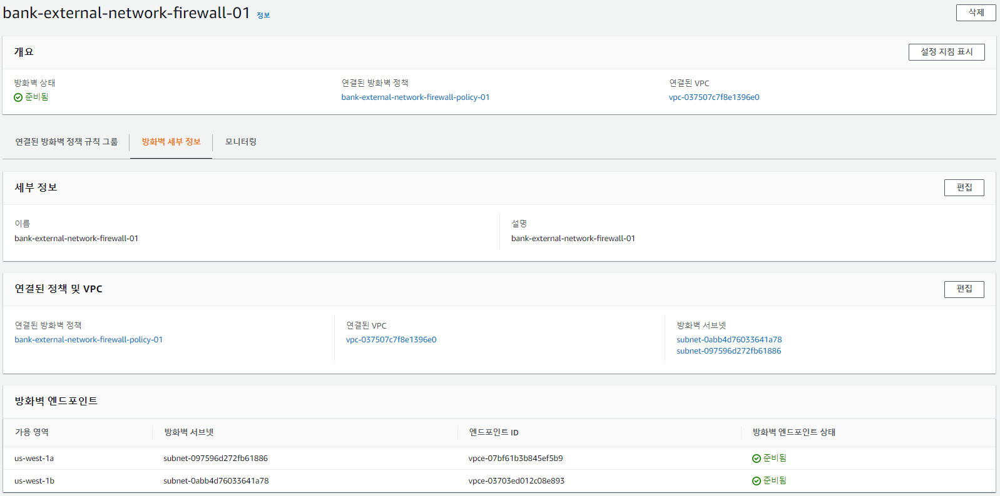 bank-external-network-firewall-01 정보
삭제
개요
설정 지침 표시
방화벽 상태
준비됨
연결된 방화벽 정책
bank-external-network-firewall-policy-01
연결된 VPC
vpc-037507c7f8e1396e0
연결된 방화벽 정책 규칙 그룹
방화벽 세부 정보
모니터링
세부 정보
편집
이름
bank-external-network-firewall-01
설명
bank-external-network-firewall-01
연결된 정책 및 VPC
편집
연결된 방화벽 정책
bank-external-network-firewall-policy-01
연결된 VPC
vpc-037507c7f8e1396e0
방화벽 서브넷
subnet-0abb4d76033641a78
subnet-097596d272fb61886
방화벽 엔드포인트
가용 영역 방화벽 서브넷 엔드포인트 ID 방화벽 엔드포인트 상태
us-west-1a subnet-097596d272fb61886 vpce-07bf61b3b845ef5b9 준비됨
us-west-1b subnet-0abb4d76033641a78 vpce-03703ed012c08e893 준비됨